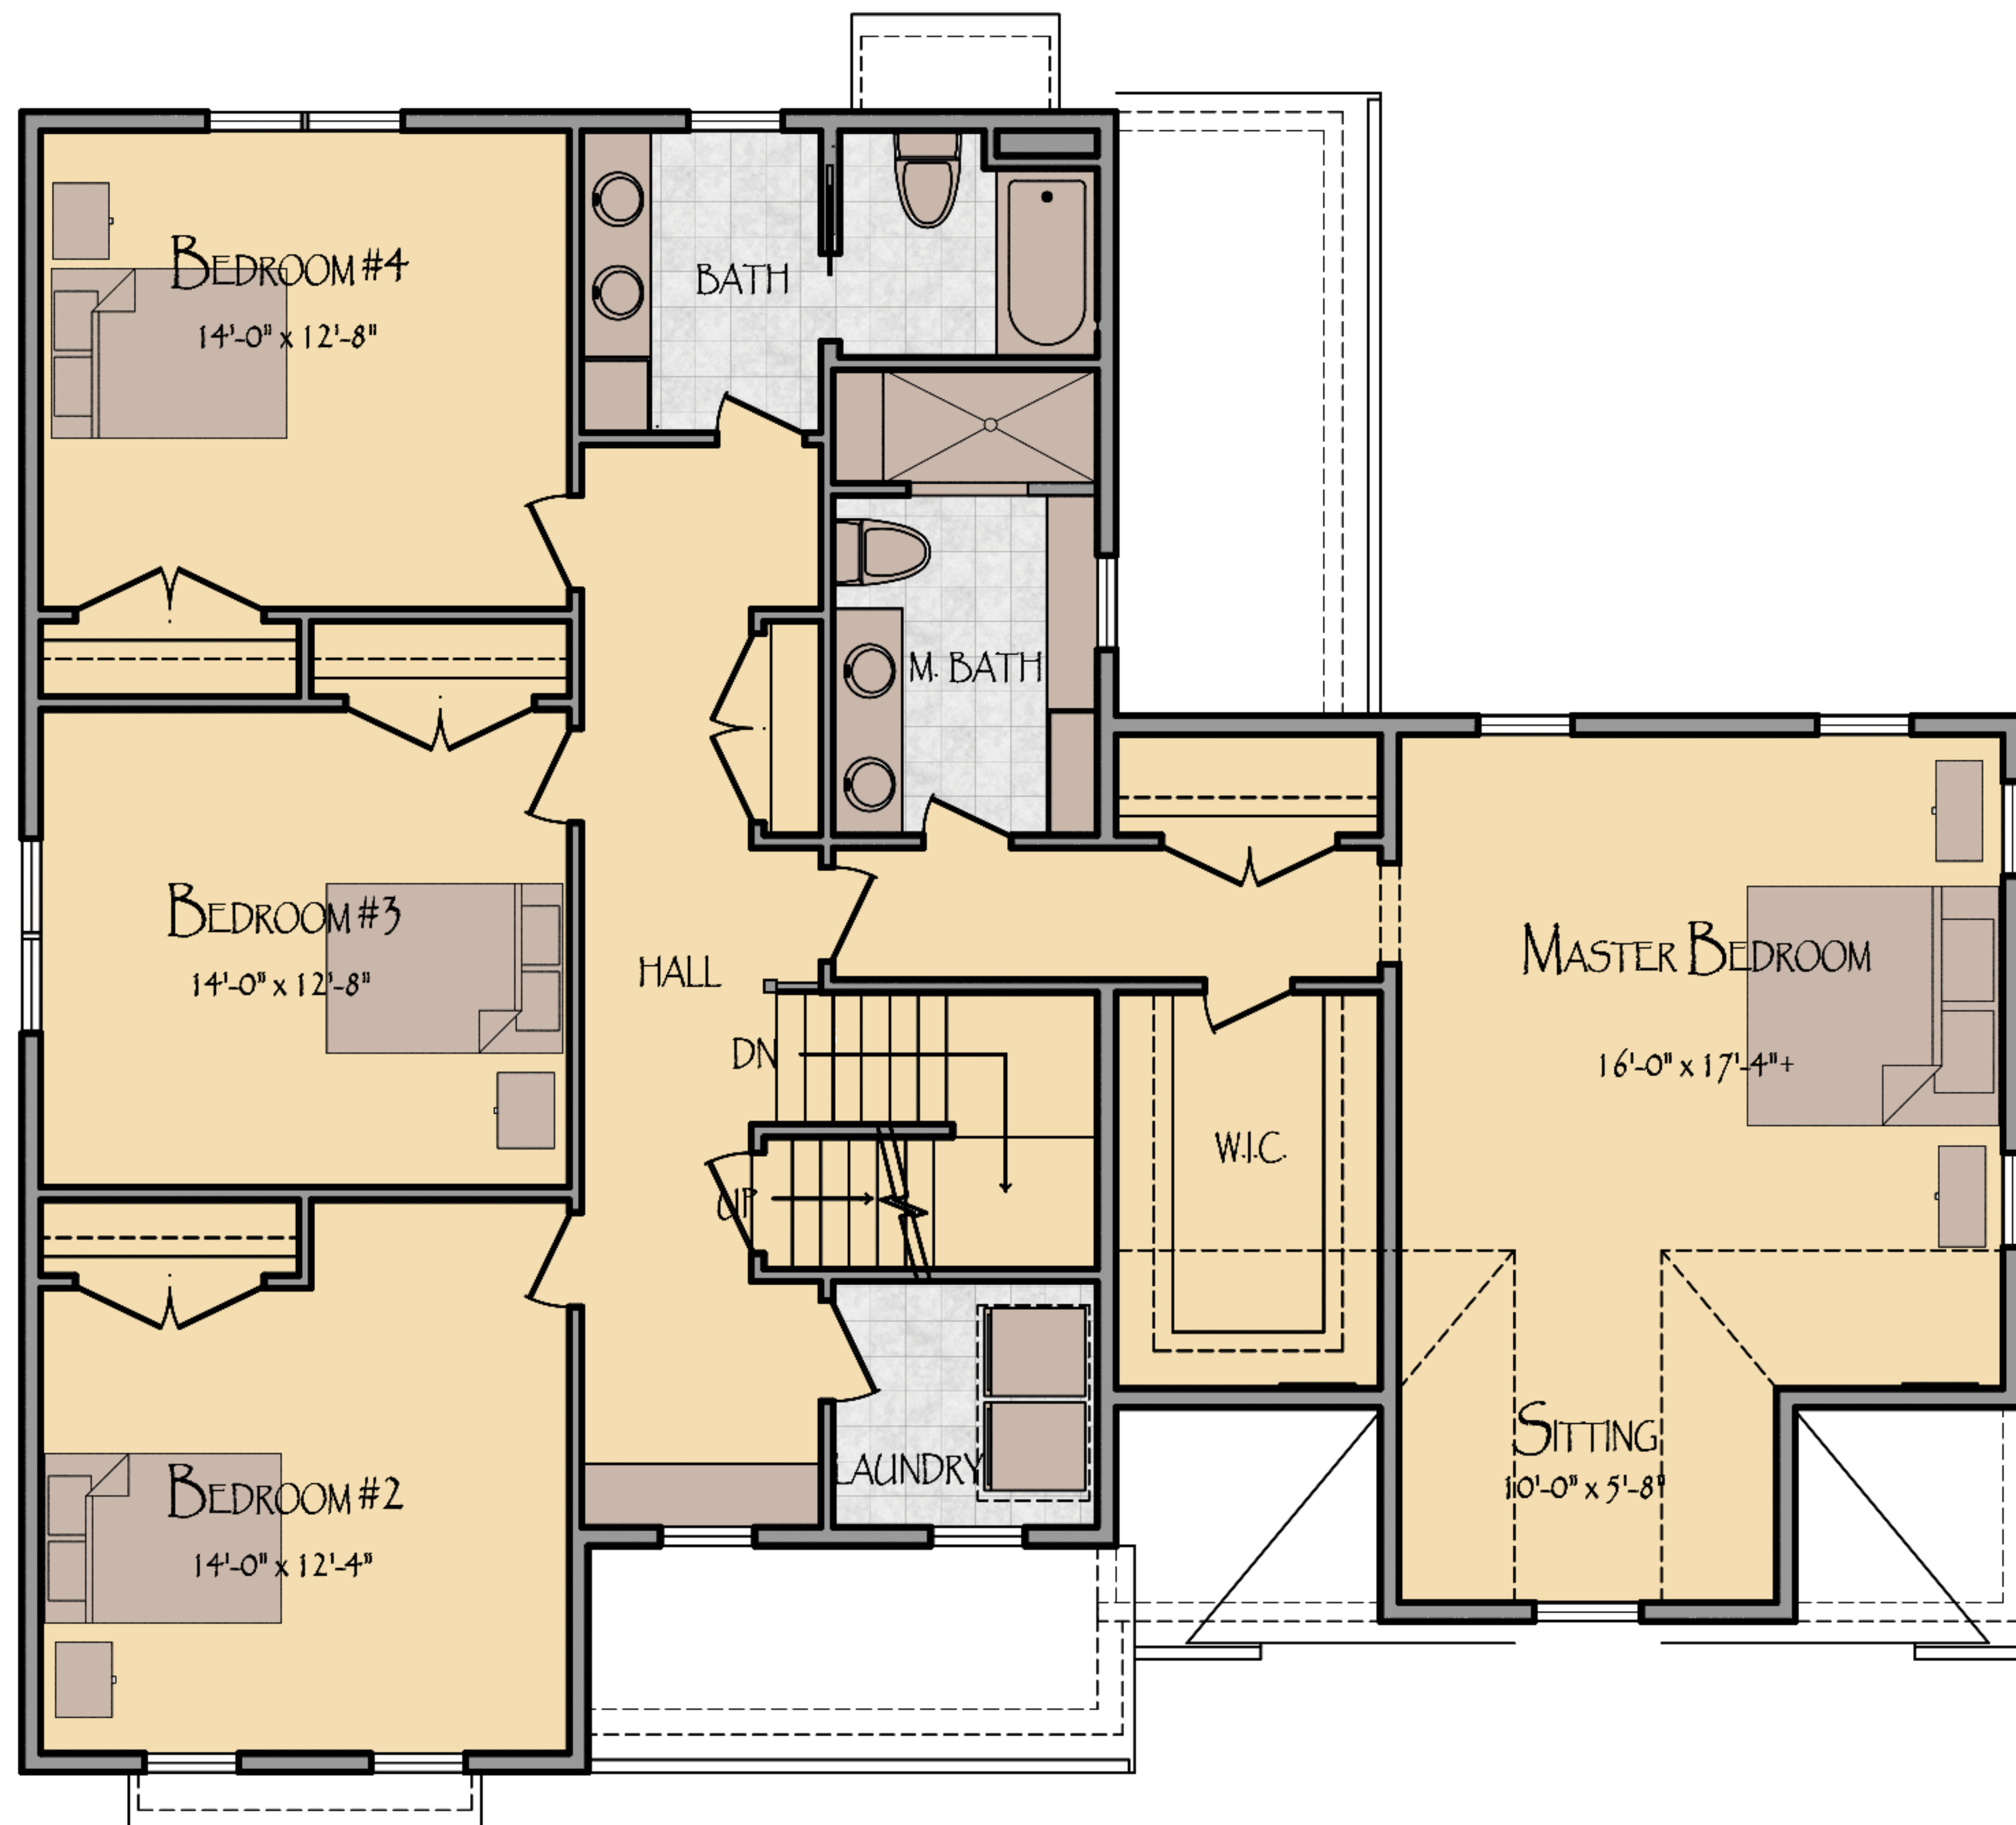 BEDROOM #4
14'-0" x 12'-8"
BATH
M. BATH
BEDROOM #3
14'-0" x 12'-8"
HALL
MASTER BEDROOM
16'-0" x 17'-4"+
DN
W.I.C.
UP
SITTING
10'-0" x 5'-8"
LAUNDRY
BEDROOM #2
14'-0" x 12'-4"